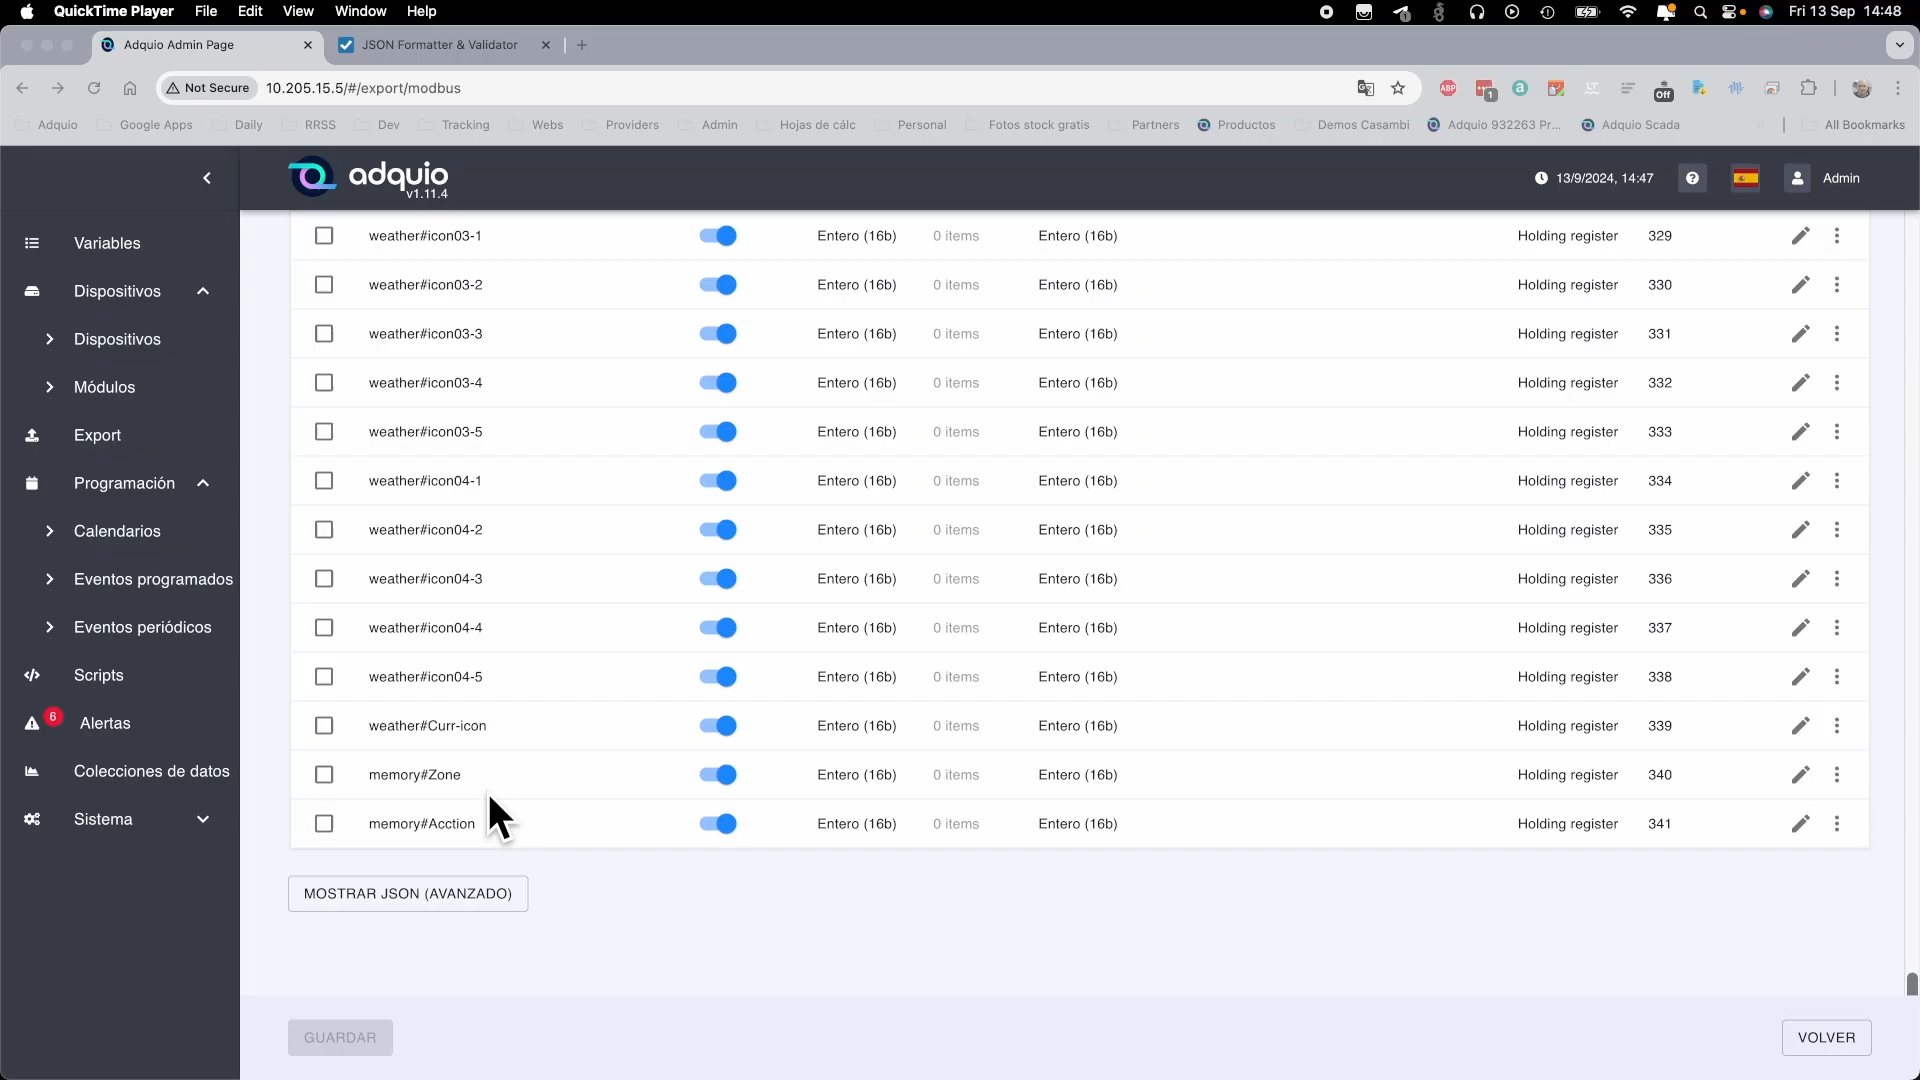 QuickTime Player File Edit View Window Help Fri 13 Sep 14:48
Adquio Admin Page JSON Formatter & Validator
Not Secure 10.205.15.5/#/export/modbus ABP 1 a Off
Adquio Google Apps Daily RRSS Dev Tracking Webs Providers Admin Hojas de cálc Personal Fotos stock gratis Partners Productos Demos Casambi Adquio 932263 Pr... Adquio Scada All Bookmarks
adquio
v1.11.4
13/9/2024, 14:47 Admin
Variables
Dispositivos
Dispositivos
Módulos
Export
Programación
Calendarios
Eventos programados
Eventos periódicos
Scripts
6 Alertas
Colecciones de datos
Sistema
weather#icon03-1 Entero (16b) 0 items Entero (16b) Holding register 329
weather#icon03-2 Entero (16b) 0 items Entero (16b) Holding register 330
weather#icon03-3 Entero (16b) 0 items Entero (16b) Holding register 331
weather#icon03-4 Entero (16b) 0 items Entero (16b) Holding register 332
weather#icon03-5 Entero (16b) 0 items Entero (16b) Holding register 333
weather#icon04-1 Entero (16b) 0 items Entero (16b) Holding register 334
weather#icon04-2 Entero (16b) 0 items Entero (16b) Holding register 335
weather#icon04-3 Entero (16b) 0 items Entero (16b) Holding register 336
weather#icon04-4 Entero (16b) 0 items Entero (16b) Holding register 337
weather#icon04-5 Entero (16b) 0 items Entero (16b) Holding register 338
weather#Curr-icon Entero (16b) 0 items Entero (16b) Holding register 339
memory#Zone Entero (16b) 0 items Entero (16b) Holding register 340
memory#Acction Entero (16b) 0 items Entero (16b) Holding register 341
MOSTRAR JSON (AVANZADO)
GUARDAR VOLVER